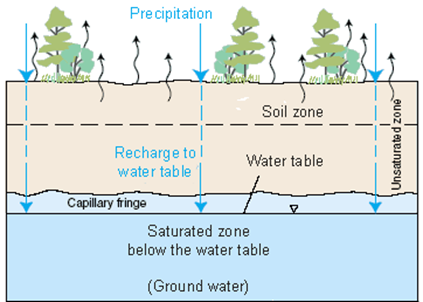 Precipitation
Soil zone
Unsaturated zone
Recharge to
water table
Water table
Capillary fringe
Saturated zone
below the water table
(Ground water)